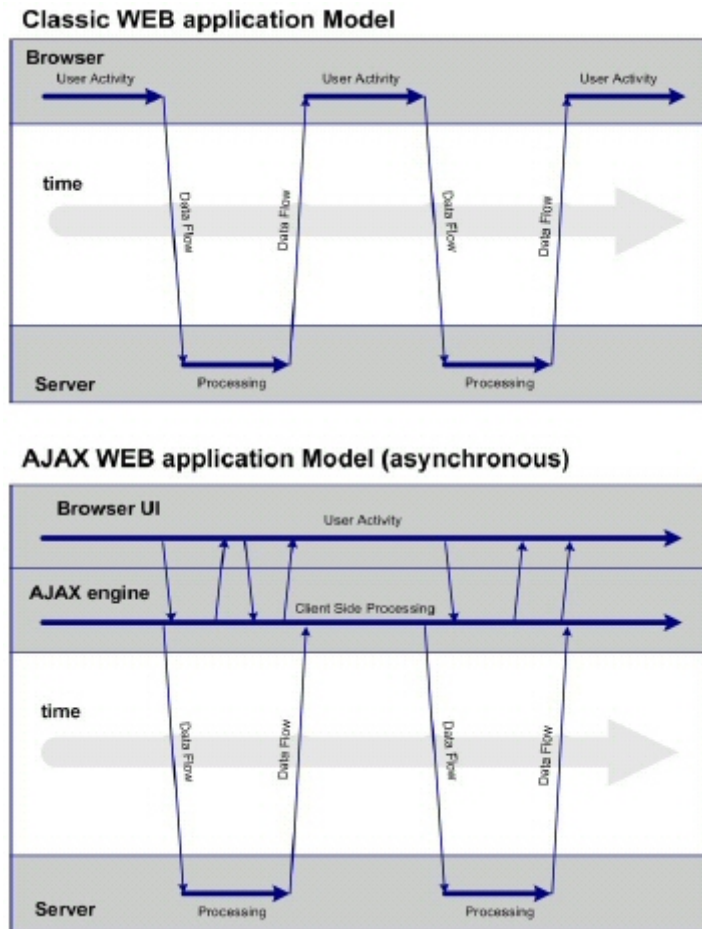 Classic WEB application Model
Browser
User Activity
User Activity
User Activity
time
Data Flow
Data Flow
Data Flow
Data Flow
Server
Processing
Processing
AJAX WEB application Model (asynchronous)
Browser UI
User Activity
AJAX engine
Client Side Processing
time
Data Flow
Data Flow
Data Flow
Data Flow
Server
Processing
Processing